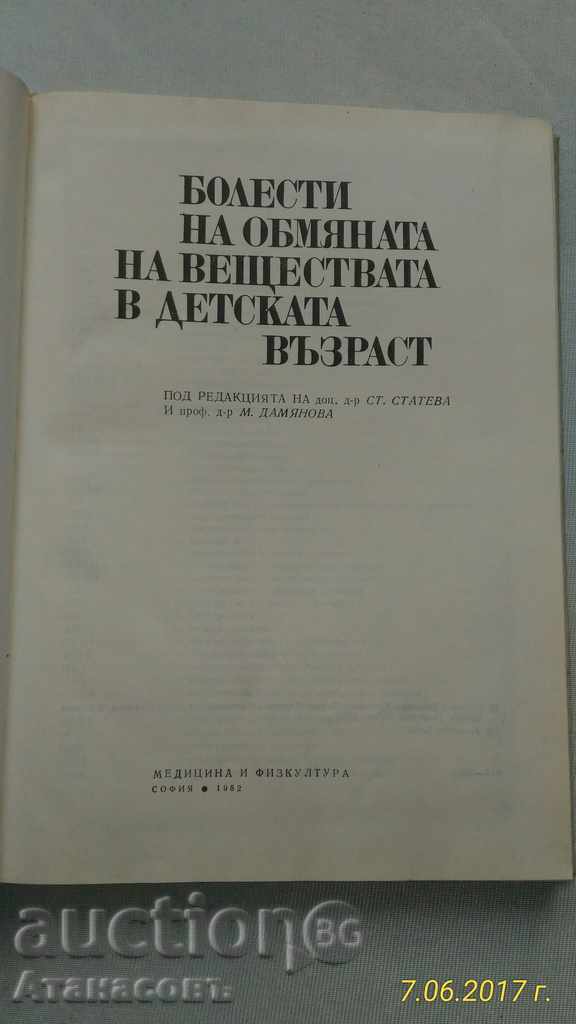 БОЛЕСТИ
НА ОБМЯНАТА
НА ВЕЩЕСТВАТА
В ДЕТСКАТА
ВЪЗРАСТ
ПОД РЕДАКЦИЯТА НА доц. д-р СТ. СТАТЕВА
И проф. д-р М. ДАМЯНОВА
МЕДИЦИНА И ФИЗКУЛТУРА
СОФИЯ • 1982
auction BG
Атанасовъ
7.06.2017 г.